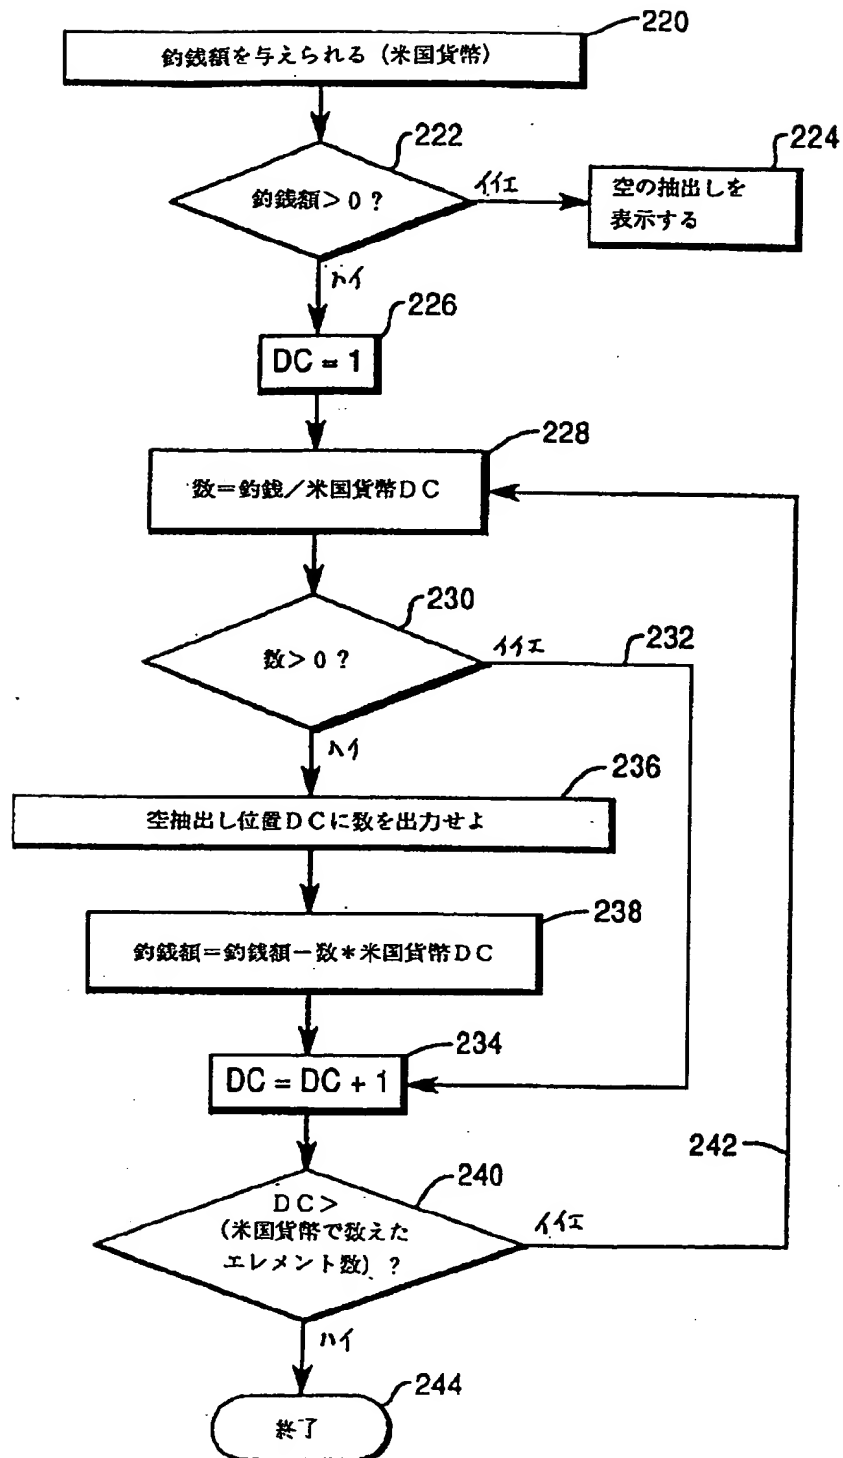 220
釣銭額を与えられる（米国貨幣）
222
釣銭額＞０？
イイエ
224
空の抽出しを
表示する
ハイ
226
DC = 1
228
数＝釣銭／米国貨幣ＤＣ
230
数＞０？
イイエ
232
ハイ
236
空抽出し位置ＤＣに数を出力せよ
238
釣銭額＝釣銭額－数＊米国貨幣ＤＣ
234
DC = DC + 1
242
240
ＤＣ＞
（米国貨幣で数えた
エレメント数）？
イイエ
ハイ
244
終了